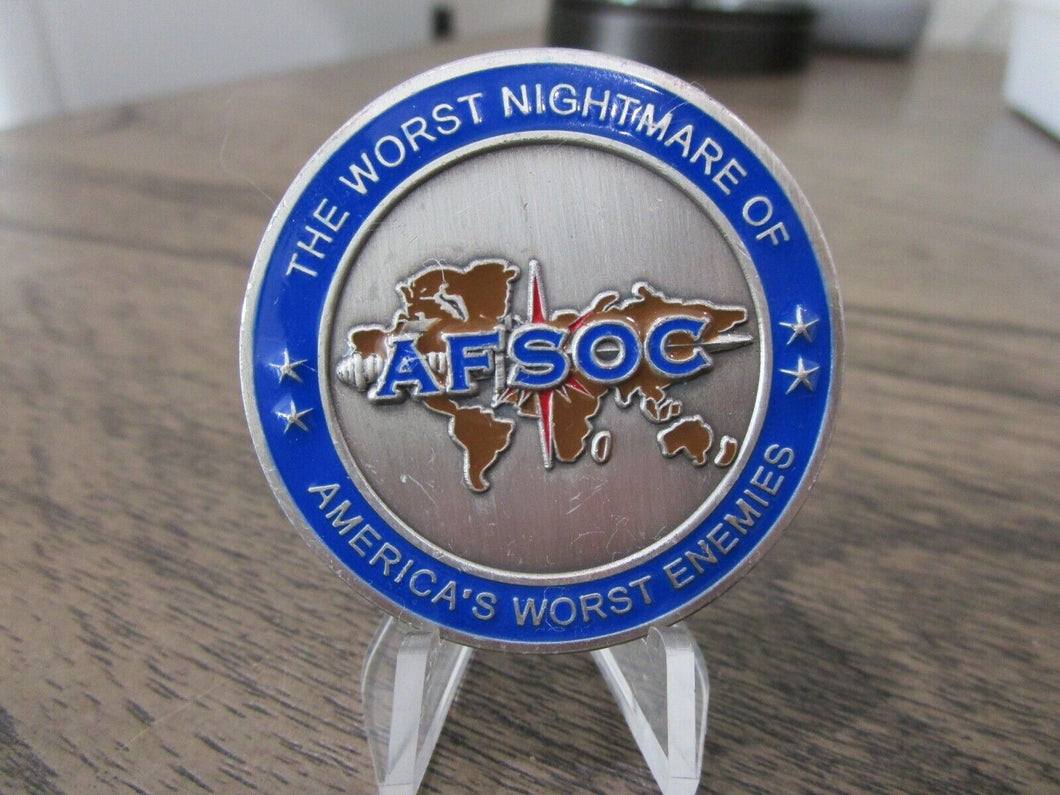 THE WORST NIGHTMARE OF
AFSOC
AMERICA'S WORST ENEMIES